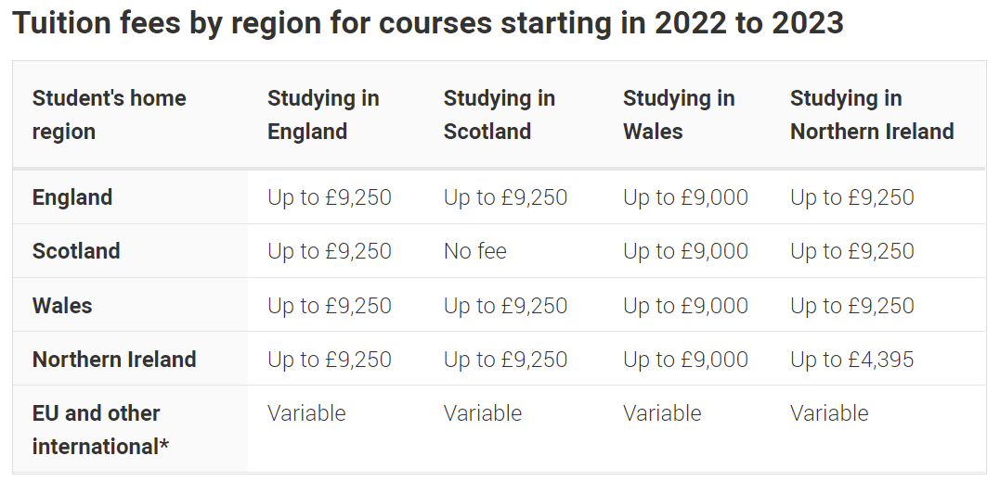 Tuition fees by region for courses starting in 2022 to 2023
Student's home region Studying in England Studying in Scotland Studying in Wales Studying in Northern Ireland
England Up to £9,250 Up to £9,250 Up to £9,000 Up to £9,250
Scotland Up to £9,250 No fee Up to £9,000 Up to £9,250
Wales Up to £9,250 Up to £9,250 Up to £9,000 Up to £9,250
Northern Ireland Up to £9,250 Up to £9,250 Up to £9,000 Up to £4,395
EU and other international* Variable Variable Variable Variable